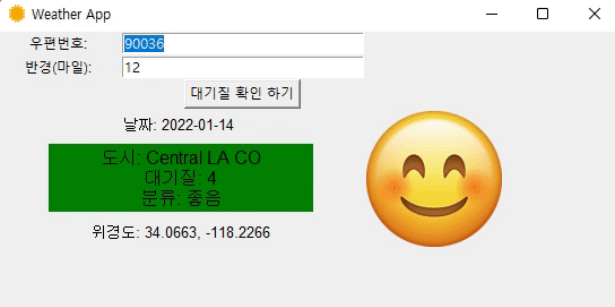 Weather App
우편번호: 90036
반경(마일): 12
대기질 확인 하기
날짜: 2022-01-14
도시: Central LA CO
대기질: 4
분류: 좋음
위경도: 34.0663, -118.2266